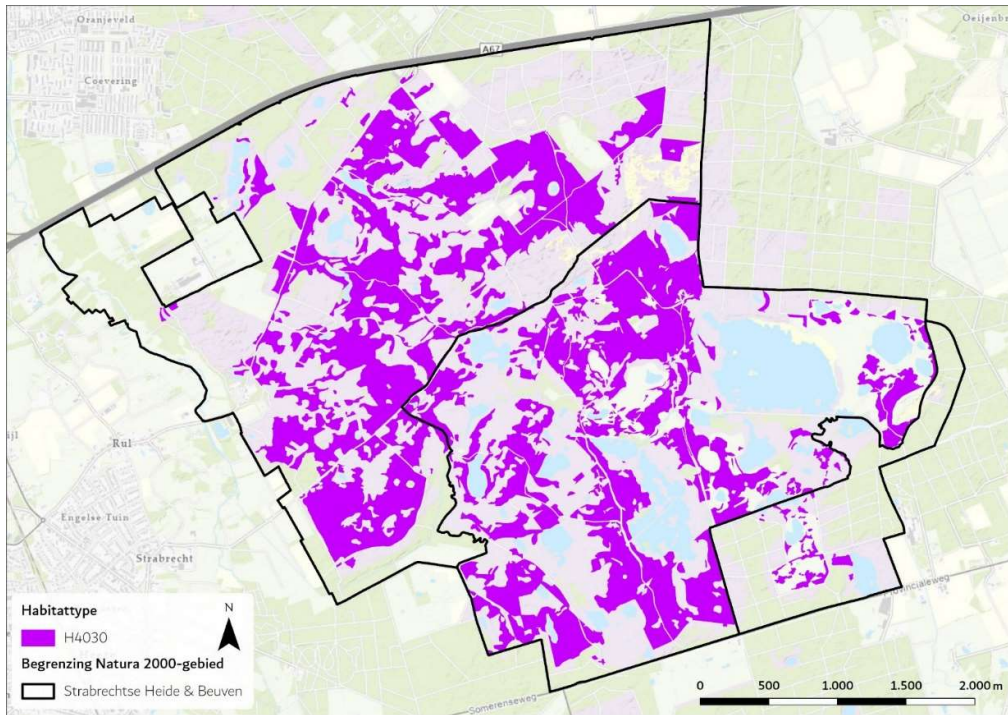 Oranjeveld
Oeijenbr
A67
Coevering
Rul
Engelse Tuin
Strabrecht
Provincialeweg
Somerenseweg
Habitattype
H4030
N
Begrenzing Natura 2000-gebied
Strabrechtse Heide & Beuven
0 500 1.000 1.500 2.000 m